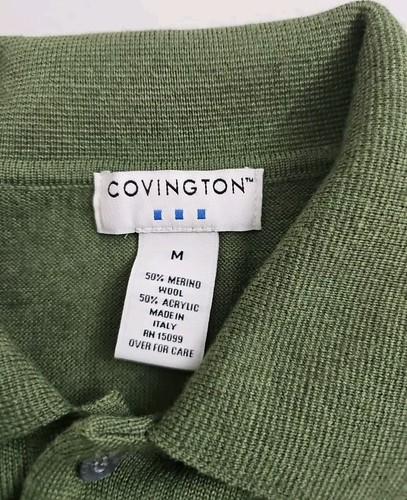 COVINGTON™
M
50% MERINO
WOOL
50% ACRYLIC
MADE IN
ITALY
RN 15099
OVER FOR CARE